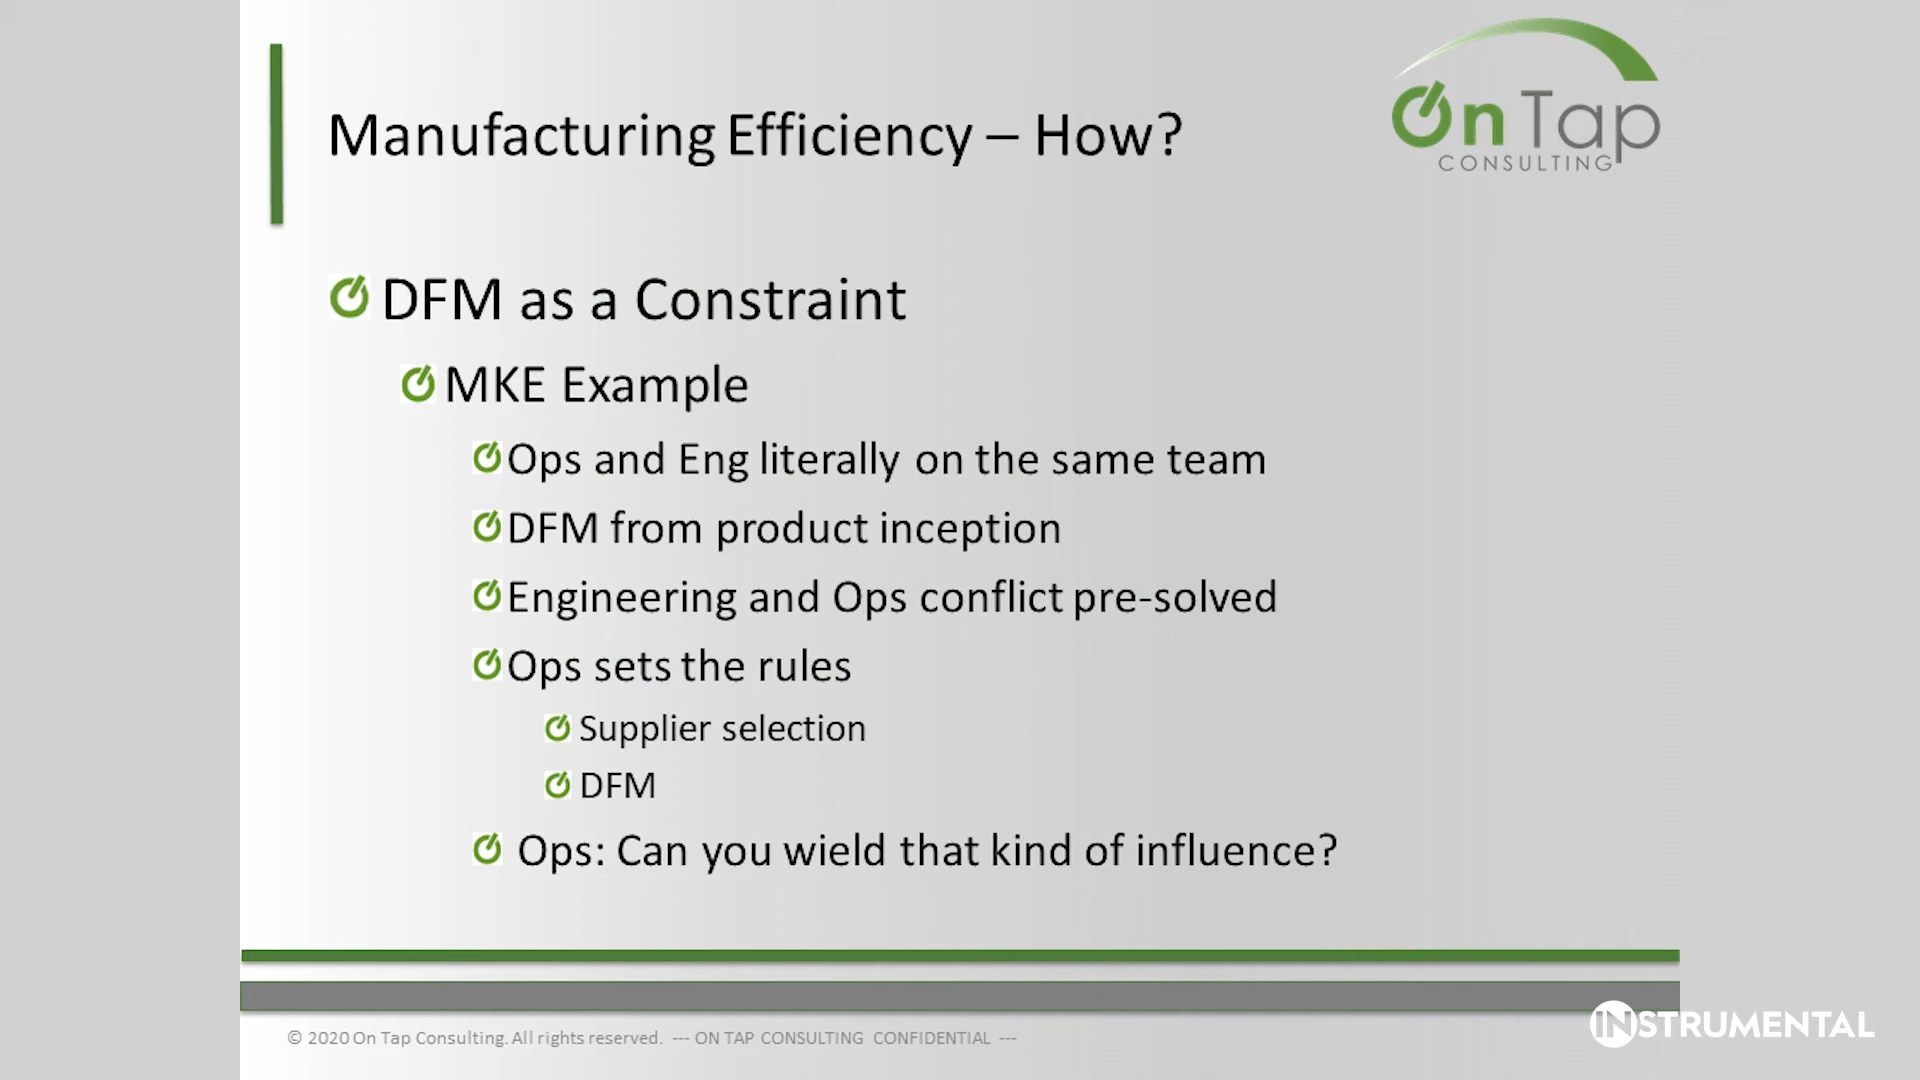 On Tap
CONSULTING
Manufacturing Efficiency – How?
DFM as a Constraint
MKE Example
Ops and Eng literally on the same team
DFM from product inception
Engineering and Ops conflict pre-solved
Ops sets the rules
Supplier selection
DFM
Ops: Can you wield that kind of influence?
© 2020 On Tap Consulting. All rights reserved. --- ON TAP CONSULTING CONFIDENTIAL ---
INSTRUMENTAL